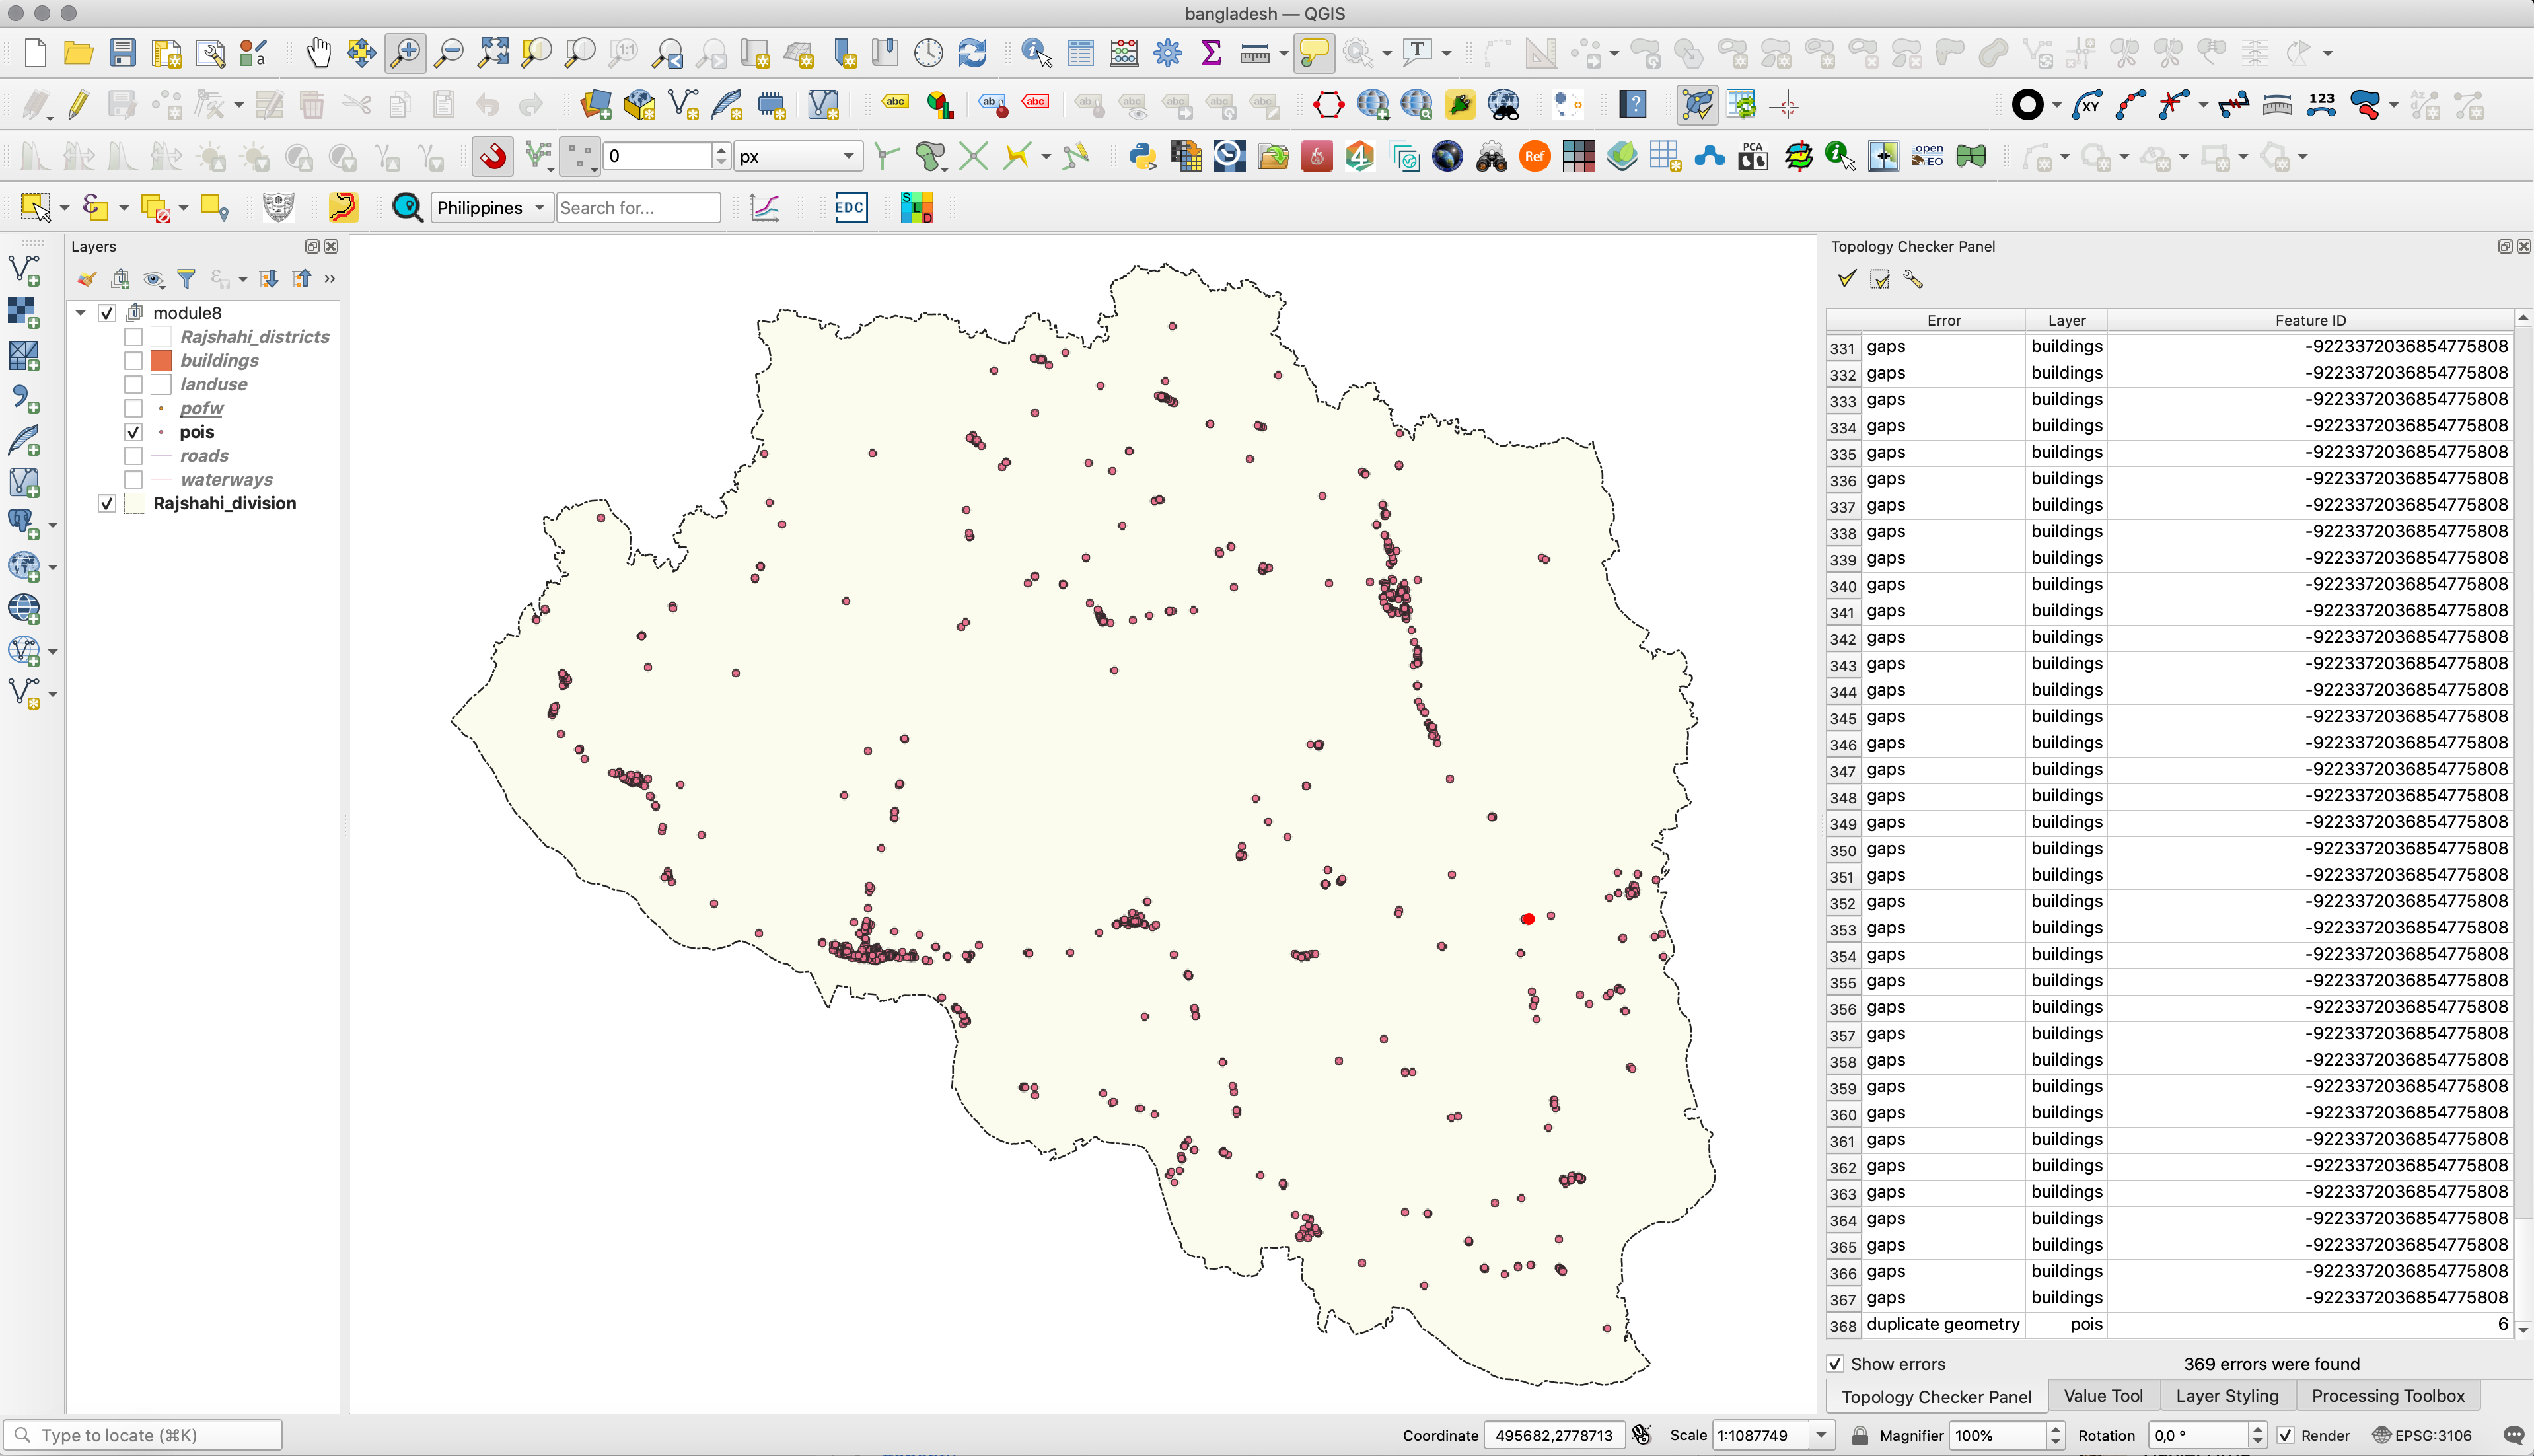 bangladesh — QGIS
0
px
PCA
Ref
open
EO
XY
123
abc
abc
Philippines
Search for...
EDC
S
L
D
Layers
module8
Rajshahi_districts
buildings
landuse
pofw
pois
roads
waterways
Rajshahi_division
Topology Checker Panel
Error Layer Feature ID
331 gaps buildings -9223372036854775808
332 gaps buildings -9223372036854775808
333 gaps buildings -9223372036854775808
334 gaps buildings -9223372036854775808
335 gaps buildings -9223372036854775808
336 gaps buildings -9223372036854775808
337 gaps buildings -9223372036854775808
338 gaps buildings -9223372036854775808
339 gaps buildings -9223372036854775808
340 gaps buildings -9223372036854775808
341 gaps buildings -9223372036854775808
342 gaps buildings -9223372036854775808
343 gaps buildings -9223372036854775808
344 gaps buildings -9223372036854775808
345 gaps buildings -9223372036854775808
346 gaps buildings -9223372036854775808
347 gaps buildings -9223372036854775808
348 gaps buildings -9223372036854775808
349 gaps buildings -9223372036854775808
350 gaps buildings -9223372036854775808
351 gaps buildings -9223372036854775808
352 gaps buildings -9223372036854775808
353 gaps buildings -9223372036854775808
354 gaps buildings -9223372036854775808
355 gaps buildings -9223372036854775808
356 gaps buildings -9223372036854775808
357 gaps buildings -9223372036854775808
358 gaps buildings -9223372036854775808
359 gaps buildings -9223372036854775808
360 gaps buildings -9223372036854775808
361 gaps buildings -9223372036854775808
362 gaps buildings -9223372036854775808
363 gaps buildings -9223372036854775808
364 gaps buildings -9223372036854775808
365 gaps buildings -9223372036854775808
366 gaps buildings -9223372036854775808
367 gaps buildings -9223372036854775808
368 duplicate geometry pois 6
Show errors 369 errors were found
Topology Checker Panel Value Tool Layer Styling Processing Toolbox
Type to locate (⌘K) Coordinate 495682,2778713 Scale 1:1087749 Magnifier 100% Rotation 0,0 ° Render EPSG:3106